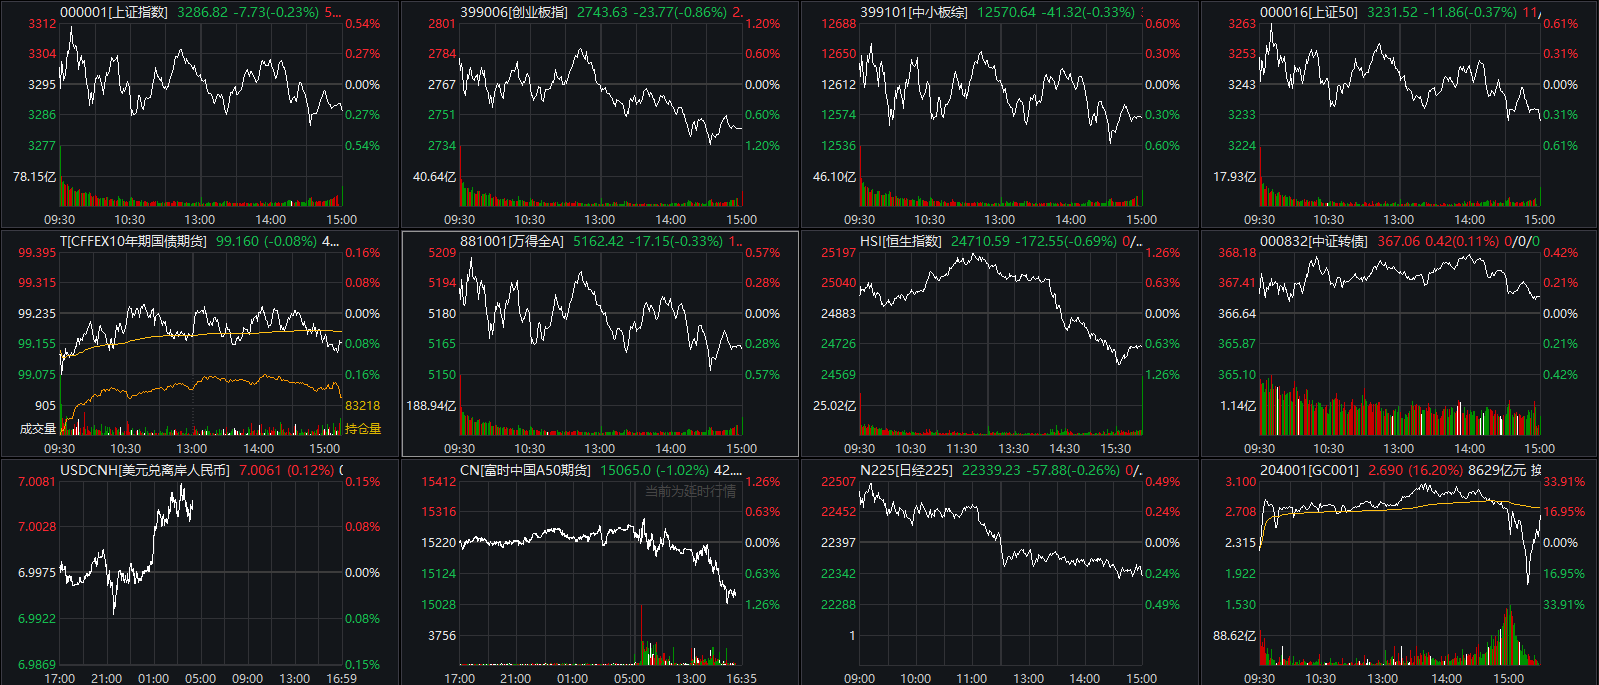 000001[上证指数] 3286.82 -7.73(-0.23%) 5...
3312 0.54%
3304 0.27%
3295 0.00%
3286 0.27%
3277 0.54%
78.15亿
09:30 10:30 13:00 14:00 15:00
399006[创业板指] 2743.63 -23.77(-0.86%) 2.
2801 1.20%
2784 0.60%
2767 0.00%
2751 0.60%
2734 1.20%
40.64亿
09:30 10:30 13:00 14:00 15:00
399101[中小板综] 12570.64 -41.32(-0.33%)
12688 0.60%
12650 0.30%
12612 0.00%
12574 0.30%
12536 0.60%
46.10亿
09:30 10:30 13:00 14:00 15:00
000016[上证50] 3231.52 -11.86(-0.37%) 11/
3263 0.61%
3253 0.31%
3243 0.00%
3233 0.31%
3224 0.61%
17.93亿
09:30 10:30 13:00 14:00 15:00
T[CFFEX10年期国债期货] 99.160 (-0.08%) 4...
99.395 0.16%
99.315 0.08%
99.235 0.00%
99.155 0.08%
99.075 0.16%
905 83218
成交量 持仓量
09:30 10:30 13:00 14:00 15:00
881001[万得全A] 5162.42 -17.15(-0.33%) 1..
5209 0.57%
5194 0.28%
5180 0.00%
5165 0.28%
5150 0.57%
188.94亿
09:30 10:30 13:00 14:00 15:00
HSI[恒生指数] 24710.59 -172.55(-0.69%) 0/..
25197 1.26%
25040 0.63%
24883 0.00%
24726 0.63%
24569 1.26%
25.02亿
09:30 10:30 11:30 13:30 14:30 15:30
000832[中证转债] 367.06 0.42(0.11%) 0/0/0
368.18 0.42%
367.41 0.21%
366.64 0.00%
365.87 0.21%
365.10 0.42%
1.14亿
09:30 10:30 13:00 14:00 15:00
USDCNH[美元兑离岸人民币] 7.0061 (0.12%)
7.0081 0.15%
7.0028 0.08%
6.9975 0.00%
6.9922 0.08%
6.9869 0.15%
17:00 21:00 01:00 05:00 09:00 13:00 16:59
CN[富时中国A50期货] 15065.0 (-1.02%) 42....
当前为延时行情
15412 1.26%
15316 0.63%
15220 0.00%
15124 0.63%
15028 1.26%
3756
17:00 21:00 01:00 05:00 13:00 16:35
N225[日经225] 22339.23 -57.88(-0.26%) 0/.
22507 0.49%
22452 0.24%
22397 0.00%
22342 0.24%
22288 0.49%
1
09:00 10:00 11:00 13:00 14:00 15:00
204001[GC001] 2.690 (16.20%) 8629亿元 按
3.100 33.91%
2.708 16.95%
2.315 0.00%
1.922 16.95%
1.530 33.91%
88.62亿
09:30 10:30 13:00 14:00 15:00